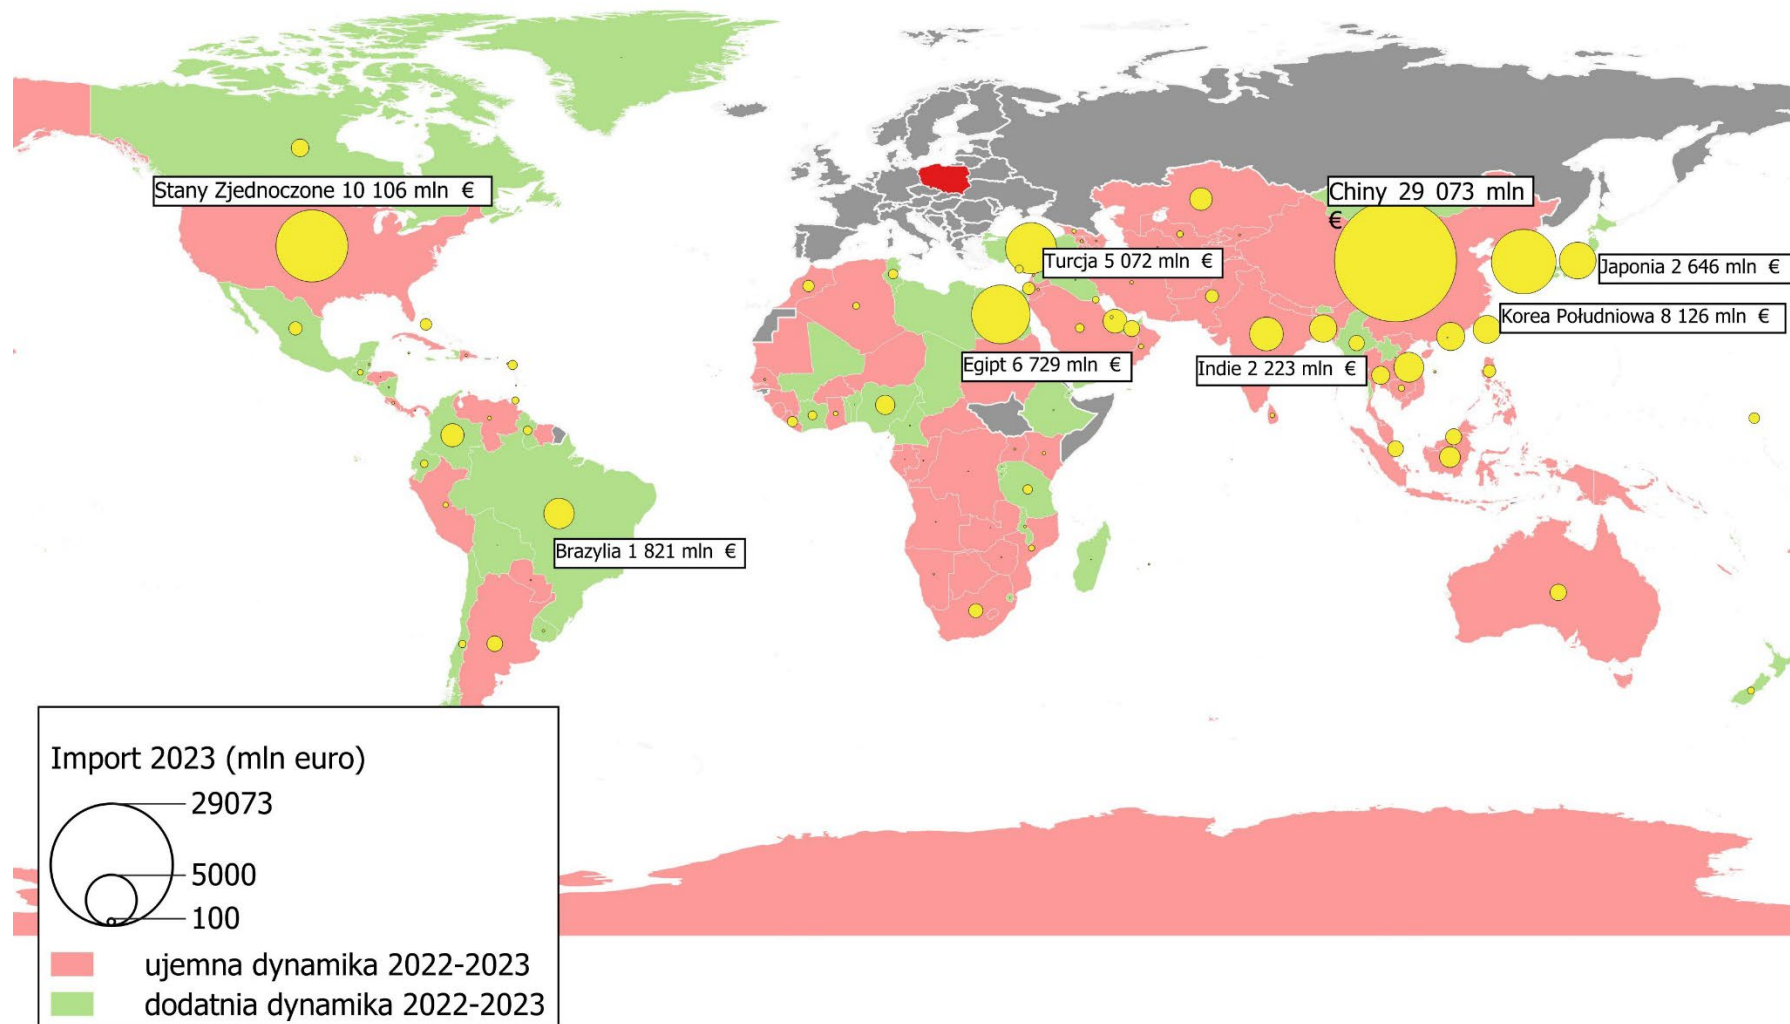 Stany Zjednoczone 10 106 mln €
Chiny 29 073 mln
€
Turcja 5 072 mln €
Japonia 2 646 mln €
Korea Południowa 8 126 mln €
Egipt 6 729 mln €
Indie 2 223 mln €
Brazylia 1 821 mln €
Import 2023 (mln euro)
29073
5000
100
ujemna dynamika 2022-2023
dodatnia dynamika 2022-2023